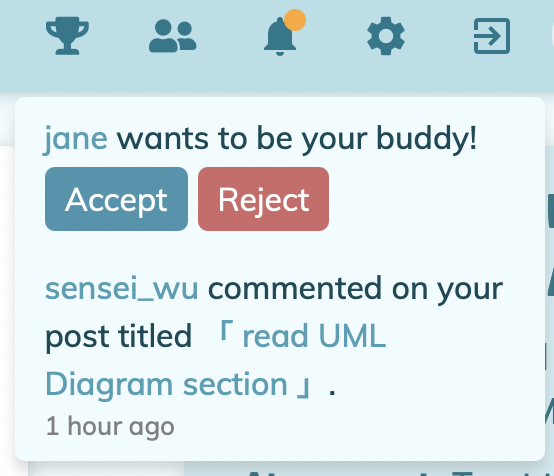 jane wants to be your buddy!
Accept Reject
sensei_wu commented on your
post titled 「 read UML
Diagram section 」.
1 hour ago